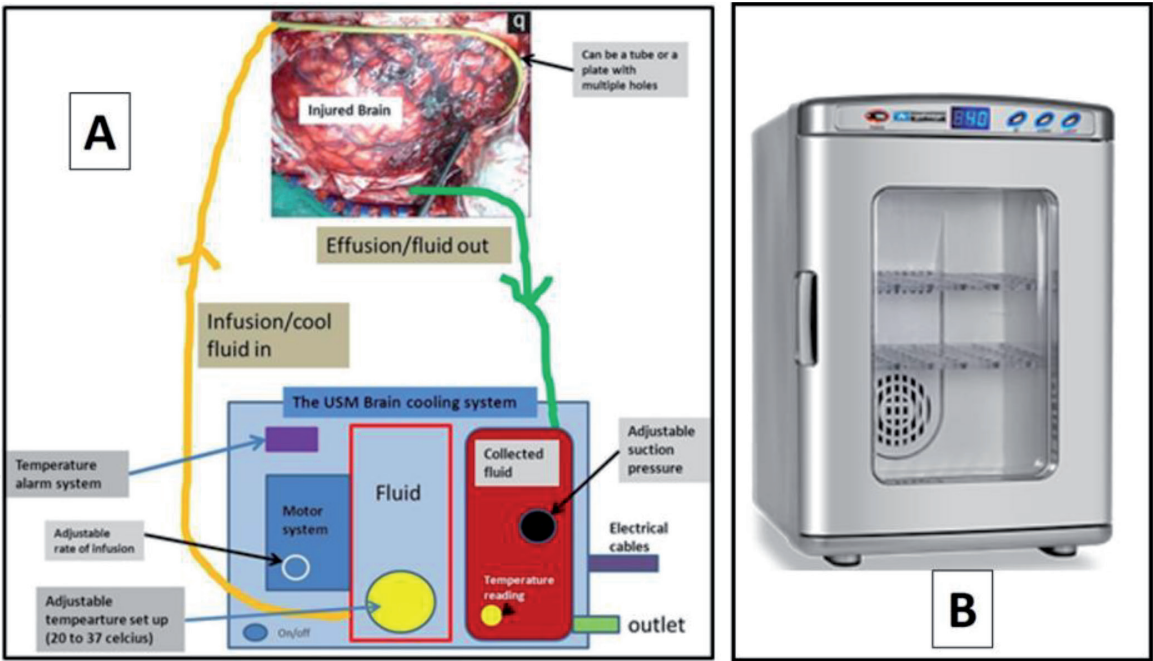 A
q
Can be a tube or a
plate with
multiple holes
Injured Brain
Effusion/fluid out
Infusion/cool
fluid in
The USM Brain cooling system
Temperature
alarm system
Adjustable
rate of infusion
Adjustable
tempearture set up
(20 to 37 celcius)
Motor
system
On/off
Fluid
Collected
fluid
Temperature
reading
Adjustable
suction
pressure
Electrical
cables
outlet
40
B